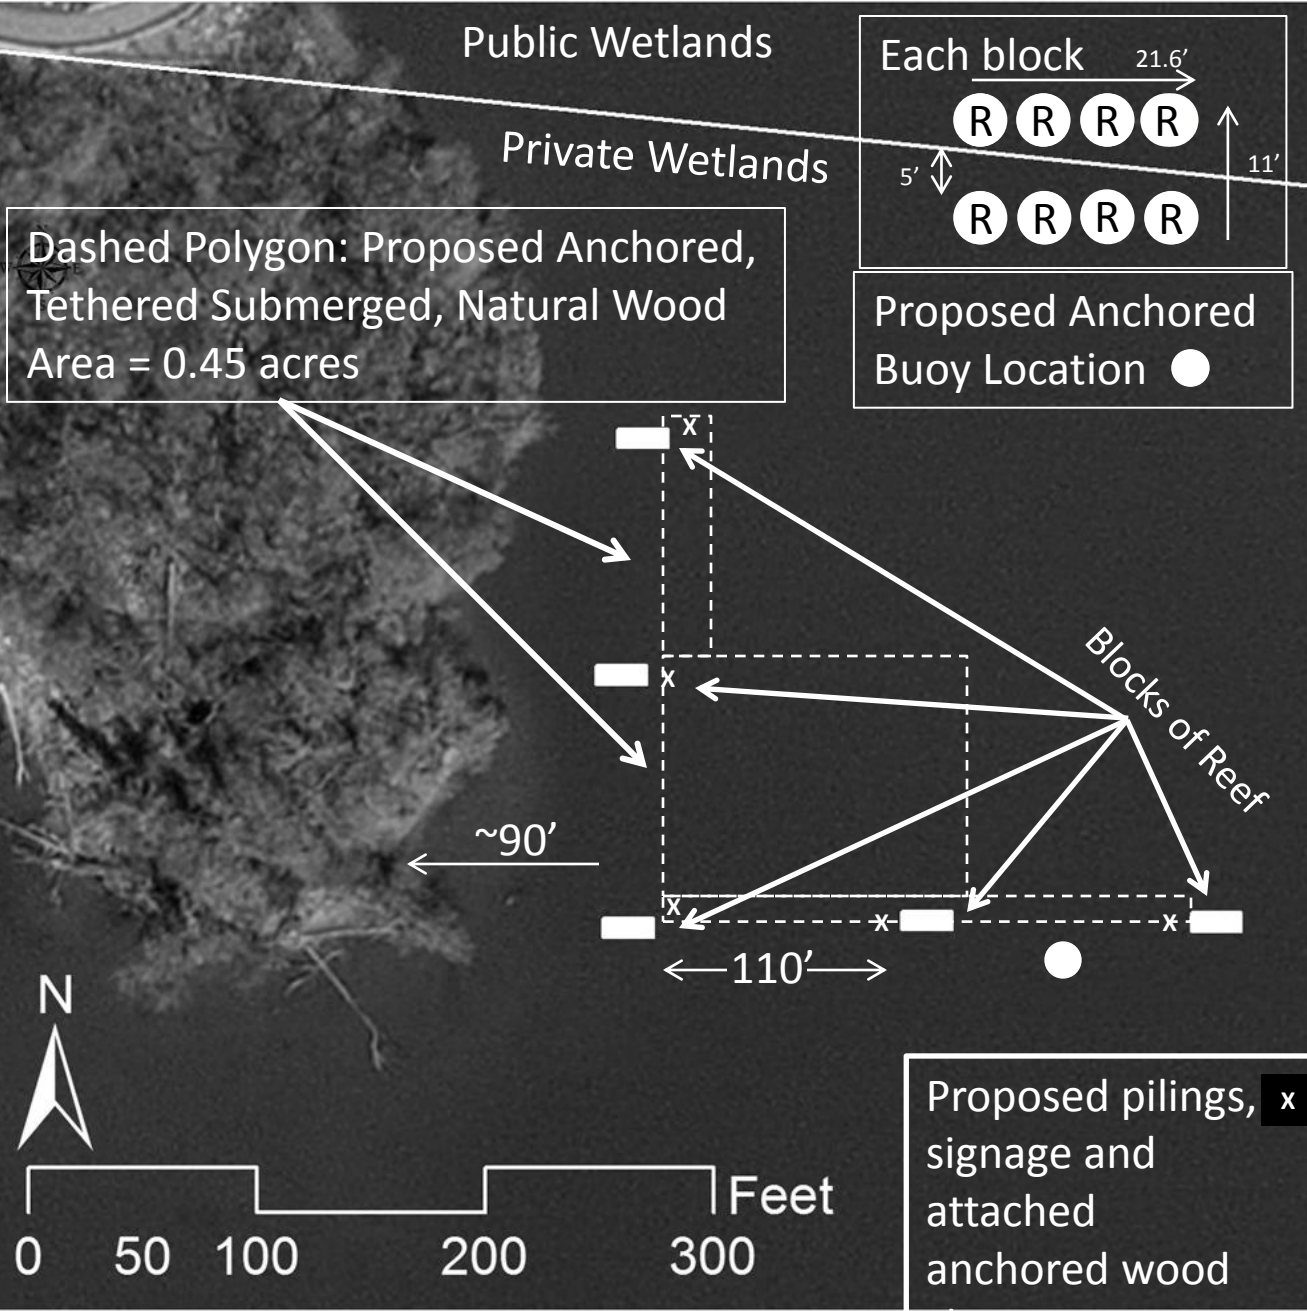 Public Wetlands
Each block
21.6’
R R R R
Private Wetlands
5’
11’
R R R R
Dashed Polygon: Proposed Anchored,
Tethered Submerged, Natural Wood
Area = 0.45 acres
E
Proposed Anchored
Buoy Location
x
x
Blocks of Reef
~90’
x
x
x
110’
N
Feet
0 50 100 200 300
Proposed pilings, x
signage and
attached
anchored wood